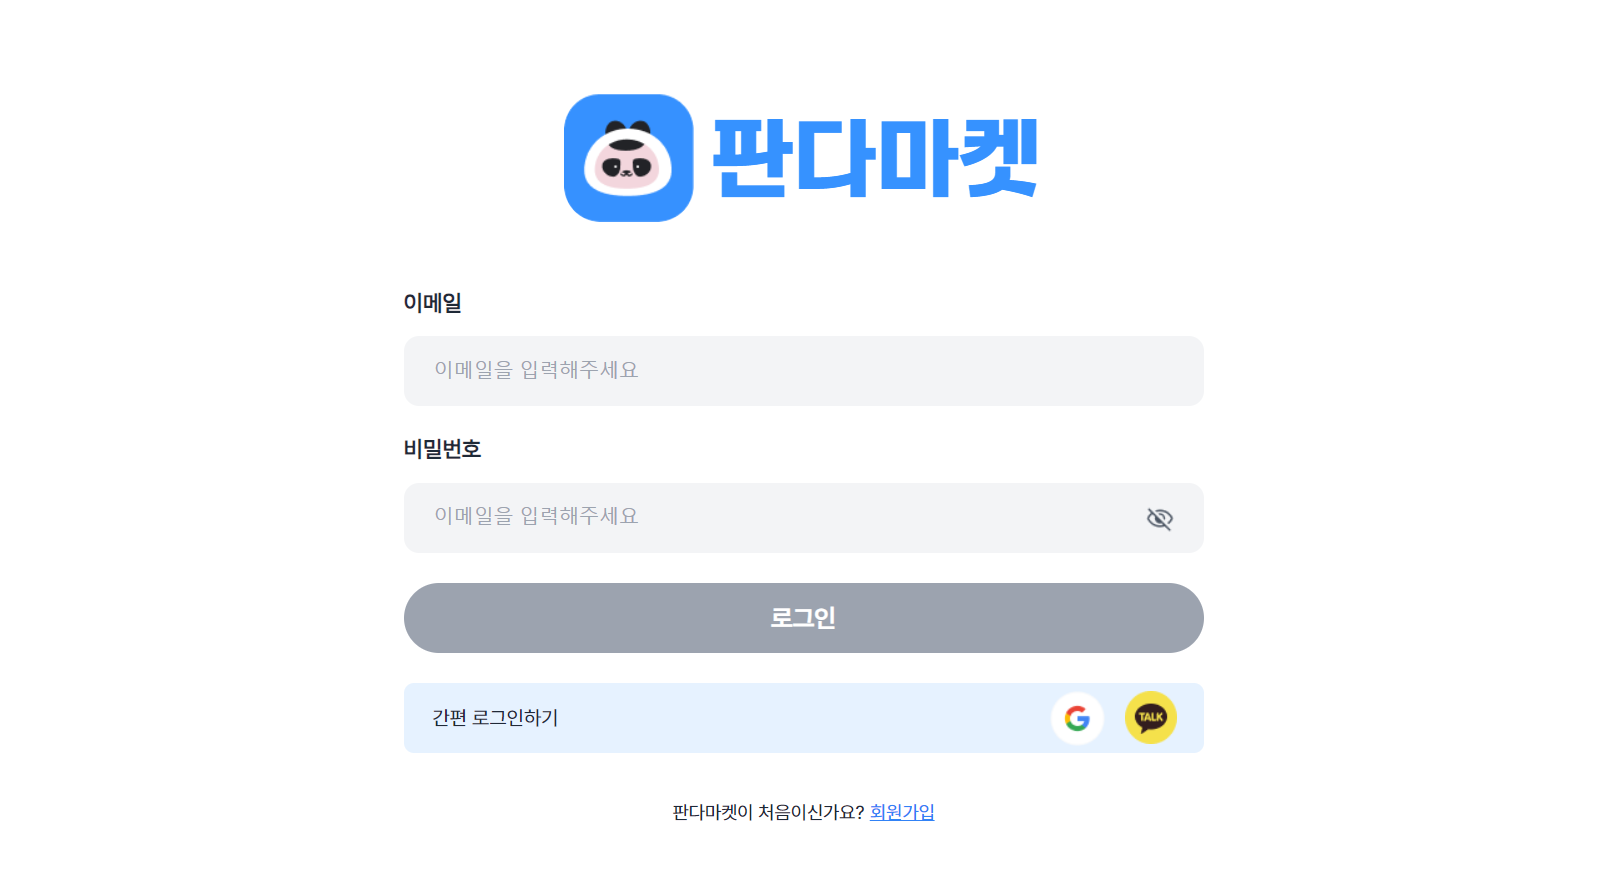 판다마켓
이메일
이메일을 입력해주세요
비밀번호
이메일을 입력해주세요
로그인
간편 로그인하기
G
TALK
판다마켓이 처음이신가요? 회원가입